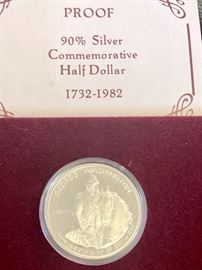 PROOF
90% Silver
Commemorative
Half Dollar
1732-1982
GEORGE WASHINGTON